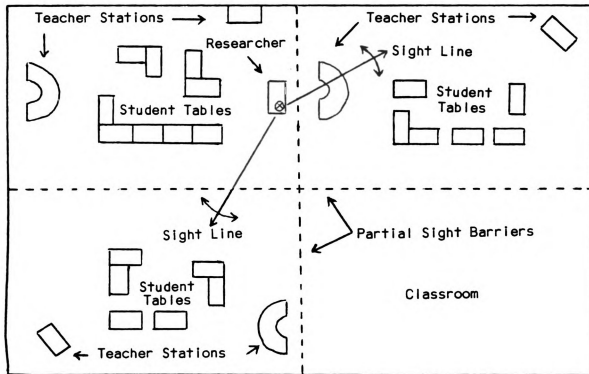 Teacher Stations
Teacher Stations
Researcher
Sight Line
Student Tables
Student
Tables
Sight Line
Partial Sight Barriers
Student
Tables
Classroom
Teacher Stations